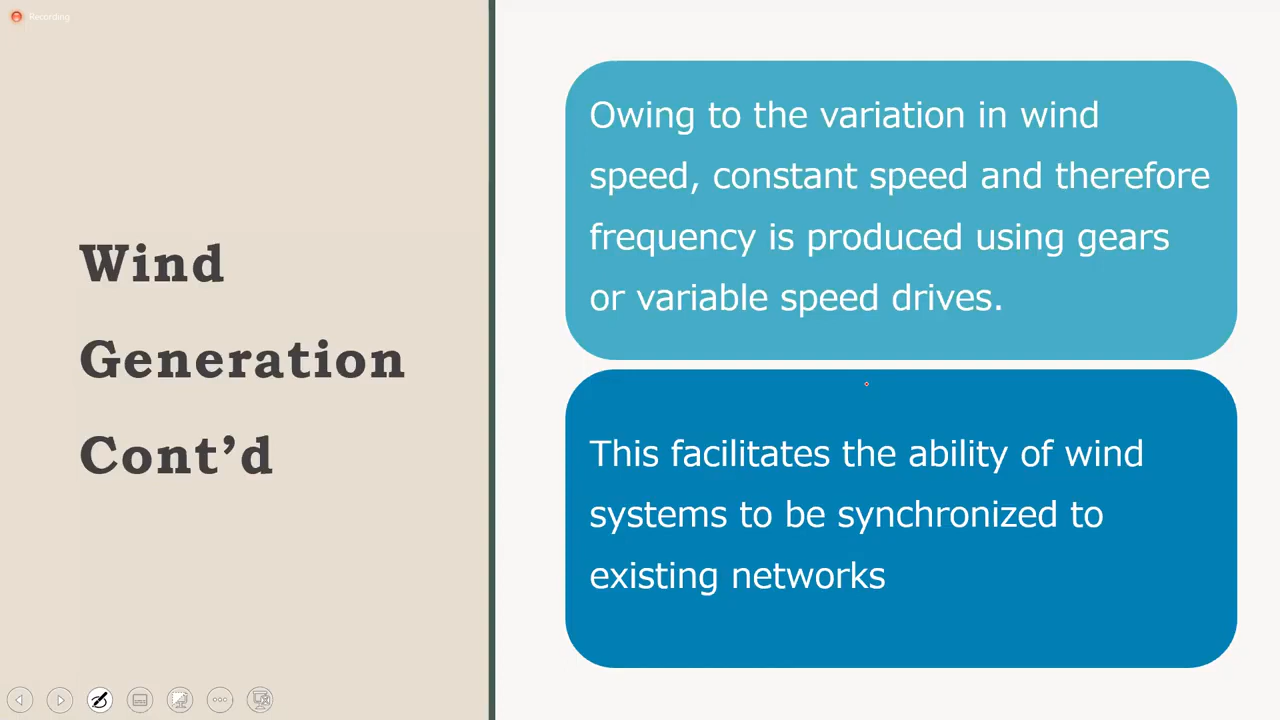 Recording
Wind
Generation
Cont’d
Owing to the variation in wind
speed, constant speed and therefore
frequency is produced using gears
or variable speed drives.
This facilitates the ability of wind
systems to be synchronized to
existing networks